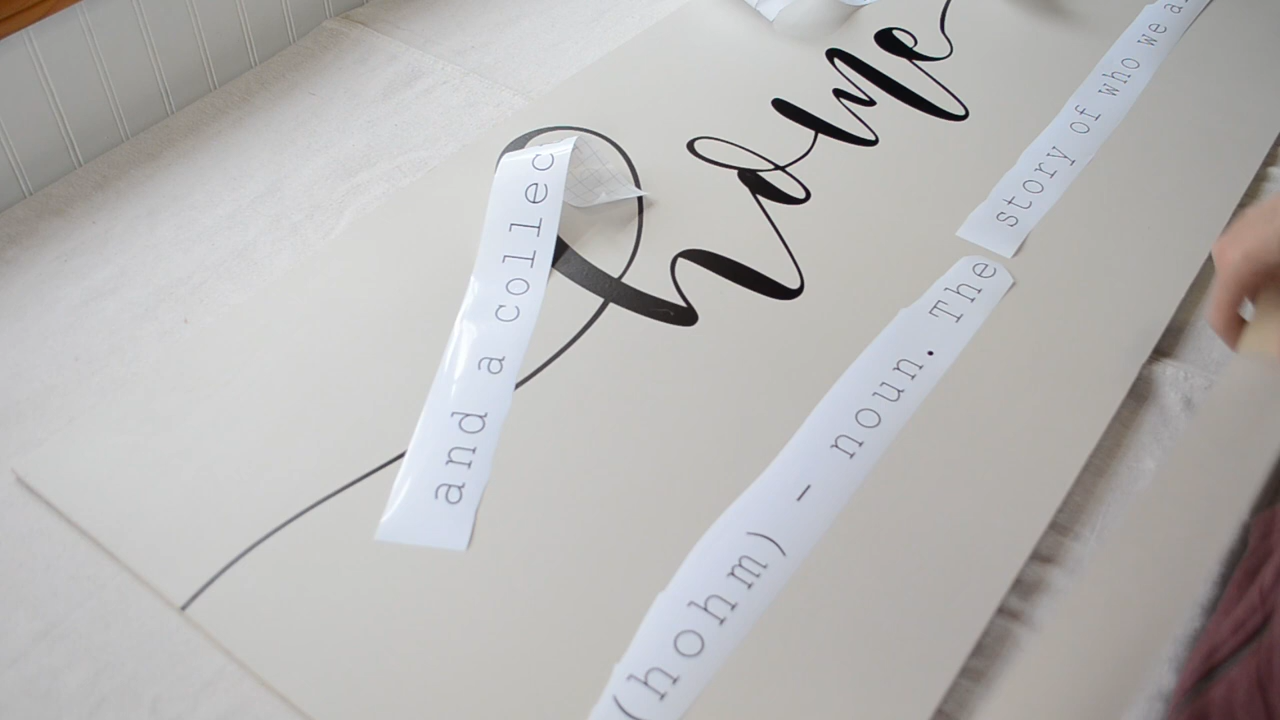 home
(hohm) - noun. The
story of who we a
and a collec